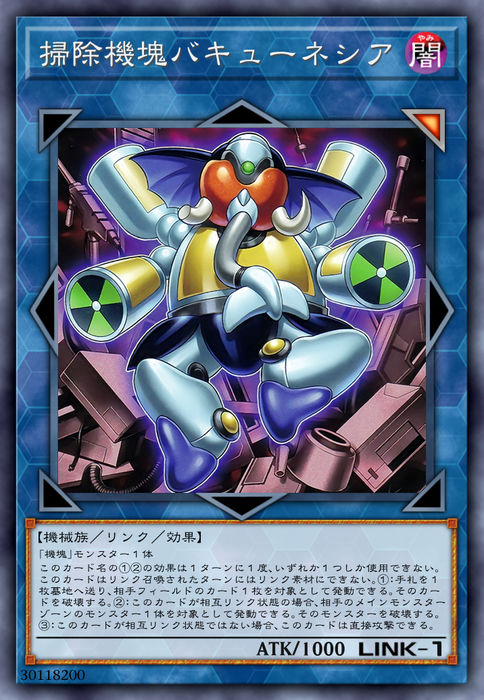 掃除機塊バキューネシア
やみ
闇
【機械族／リンク／効果】
「機塊」モンスター１体
このカード名の①②の効果は１ターンに１度、いずれか１つしか使用できない。
このカードはリンク召喚されたターンにはリンク素材にできない。①：手札を１
枚墓地へ送り、相手フィールドのカード１枚を対象として発動できる。そのカー
ドを破壊する。②：このカードが相互リンク状態の場合、相手のメインモンスター
ゾーンのモンスター１体を対象として発動できる。そのモンスターを破壊する。
③：このカードが相互リンク状態ではない場合、このカードは直接攻撃できる。
ATK/1000 LINK-1
30118200